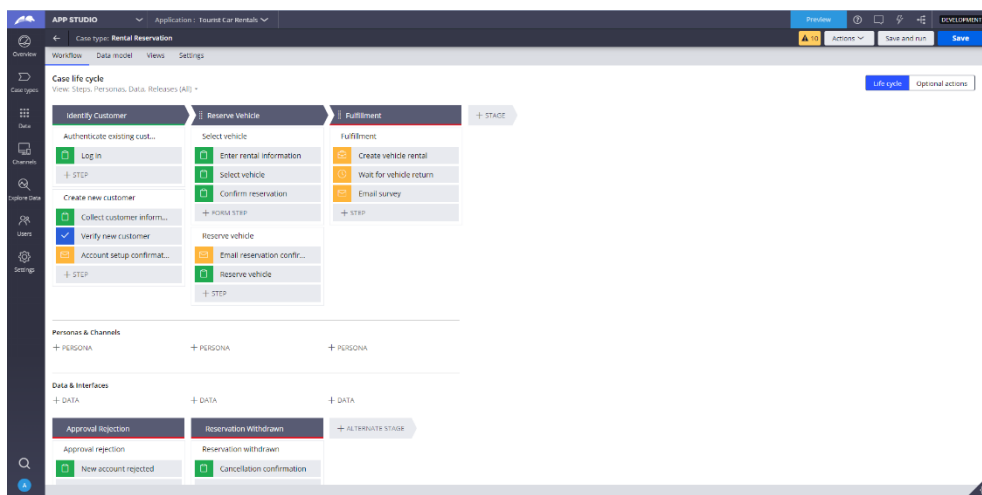 APP STUDIO Application : Tourst Car Rentals Preview DEVELOPMENT
Case type: Rental Reservation 10 Actions Save and run Save
Overview
Workflow Data model Views Settings
Case life cycle
View: Steps, Personas, Data, Releases (All)
Life cycle Optional actions
Case types
Data
Channels
Explore Data
Users
Settings
Identify Customer Reserve Vehicle Fulfillment + STAGE
Authenticate existing cust... Select vehicle Fulfillment
Log in Enter rental information Create vehicle rental
+ STEP Select vehicle Wait for vehicle return
Create new customer Confirm reservation Email survey
Collect customer inform... + FORM STEP + STEP
Verify new customer Reserve vehicle
Account setup confirmat... Email reservation confir...
+ STEP Reserve vehicle
+ STEP
Personas & Channels
+ PERSONA + PERSONA + PERSONA
Data & Interfaces
+ DATA + DATA + DATA
Approval Rejection Reservation Withdrawn + ALTERNATE STAGE
Approval rejection Reservation withdrawn
New account rejected Cancellation confirmation
A